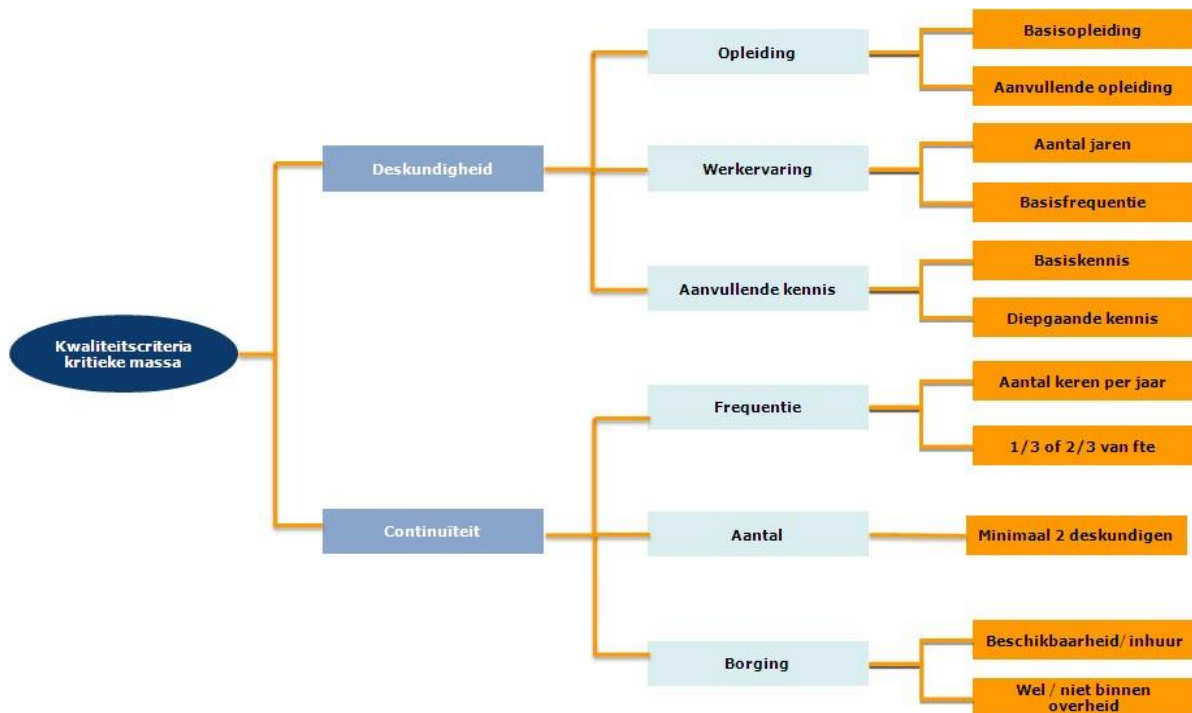 Kwaliteitscriteria
kritieke massa
Deskundigheid
Opleiding
Basisopleiding
Aanvullende opleiding
Werkervaring
Aantal jaren
Basisfrequentie
Aanvullende kennis
Basiskennis
Diepgaande kennis
Continuïteit
Frequentie
Aantal keren per jaar
1/3 of 2/3 van fte
Aantal
Minimaal 2 deskundigen
Borging
Beschikbaarheid/ inhuur
Wel / niet binnen
overheid